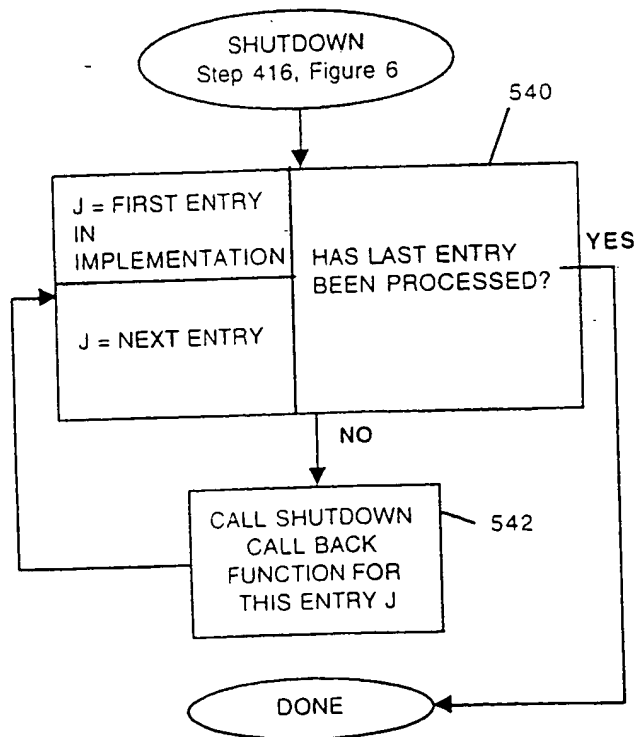 SHUTDOWN
Step 416, Figure 6
540
J = FIRST ENTRY
IN
IMPLEMENTATION
HAS LAST ENTRY
BEEN PROCESSED?
YES
J = NEXT ENTRY
NO
CALL SHUTDOWN
CALL BACK
FUNCTION FOR
THIS ENTRY J
542
DONE